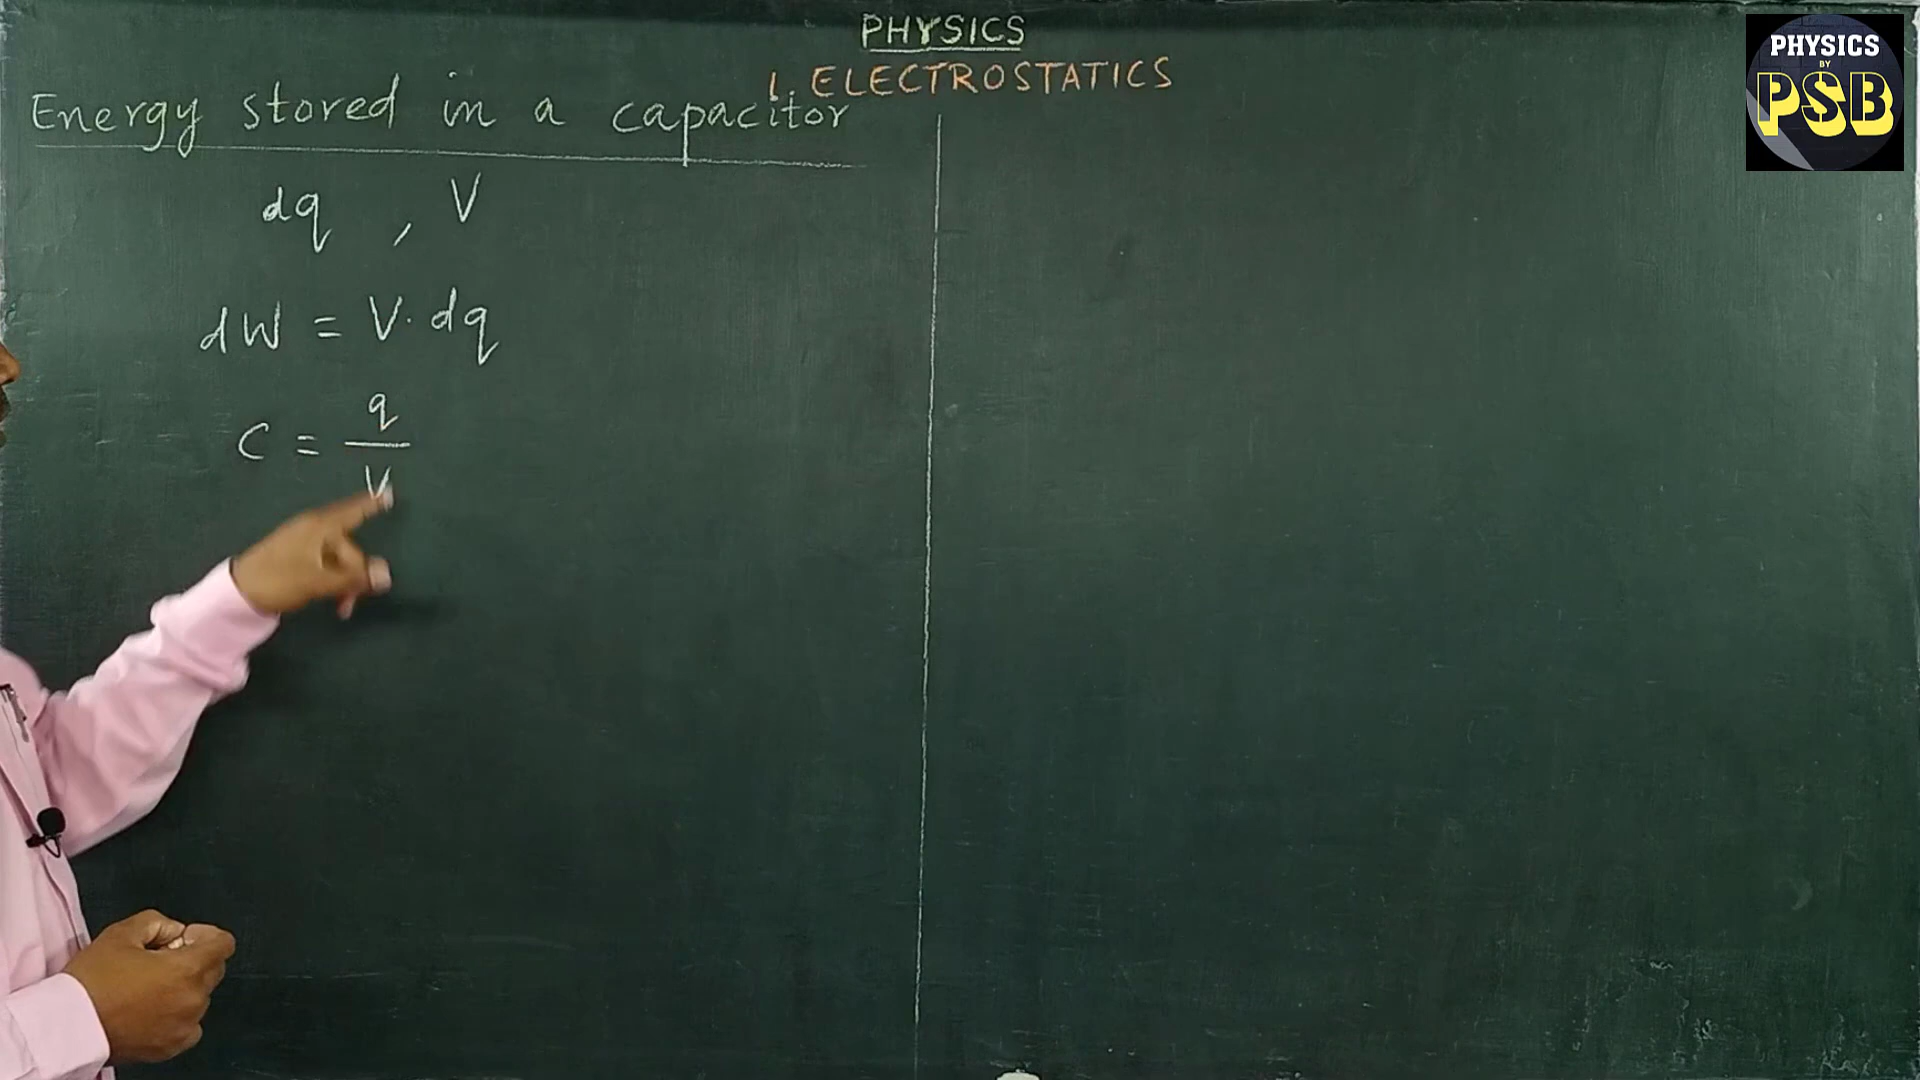 PHYSICS
1. ELECTROSTATICS
PHYSICS
BY
PSB
Energy stored in a capacitor
dq , V
dW = V · dq
C = q / V